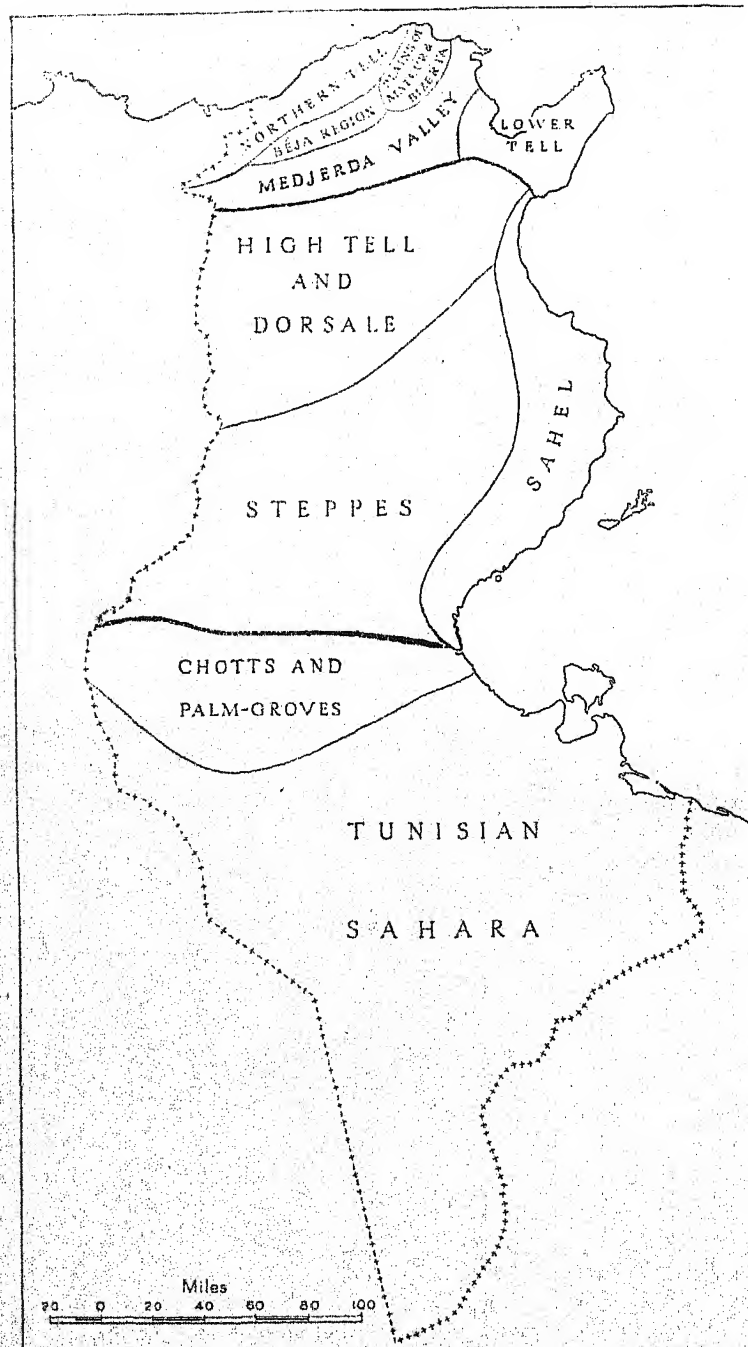 NORTHERN TELL
PLAINS OF
MATEUR &
BIZERTA
BÉJA REGION
MEDJERDA VALLEY
LOWER
TELL
HIGH TELL
AND
DORSALE
SAHEL
STEPPES
CHOTTS AND
PALM-GROVES
TUNISIAN
SAHARA
Miles
20 0 20 40 60 80 100